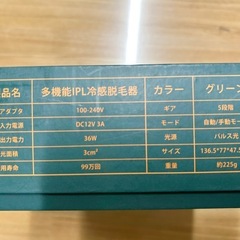 品名 多機能IPL冷感脱毛器 カラー グリーン
アダプタ 100-240V ギア 5段階
入力電源 DC12V 3A モード 自動/手動モー
出力電力 36W 光源 パルス光
光面積 3cm² サイズ 136.5*77*47.5
用寿命 99万回 重量 約225g